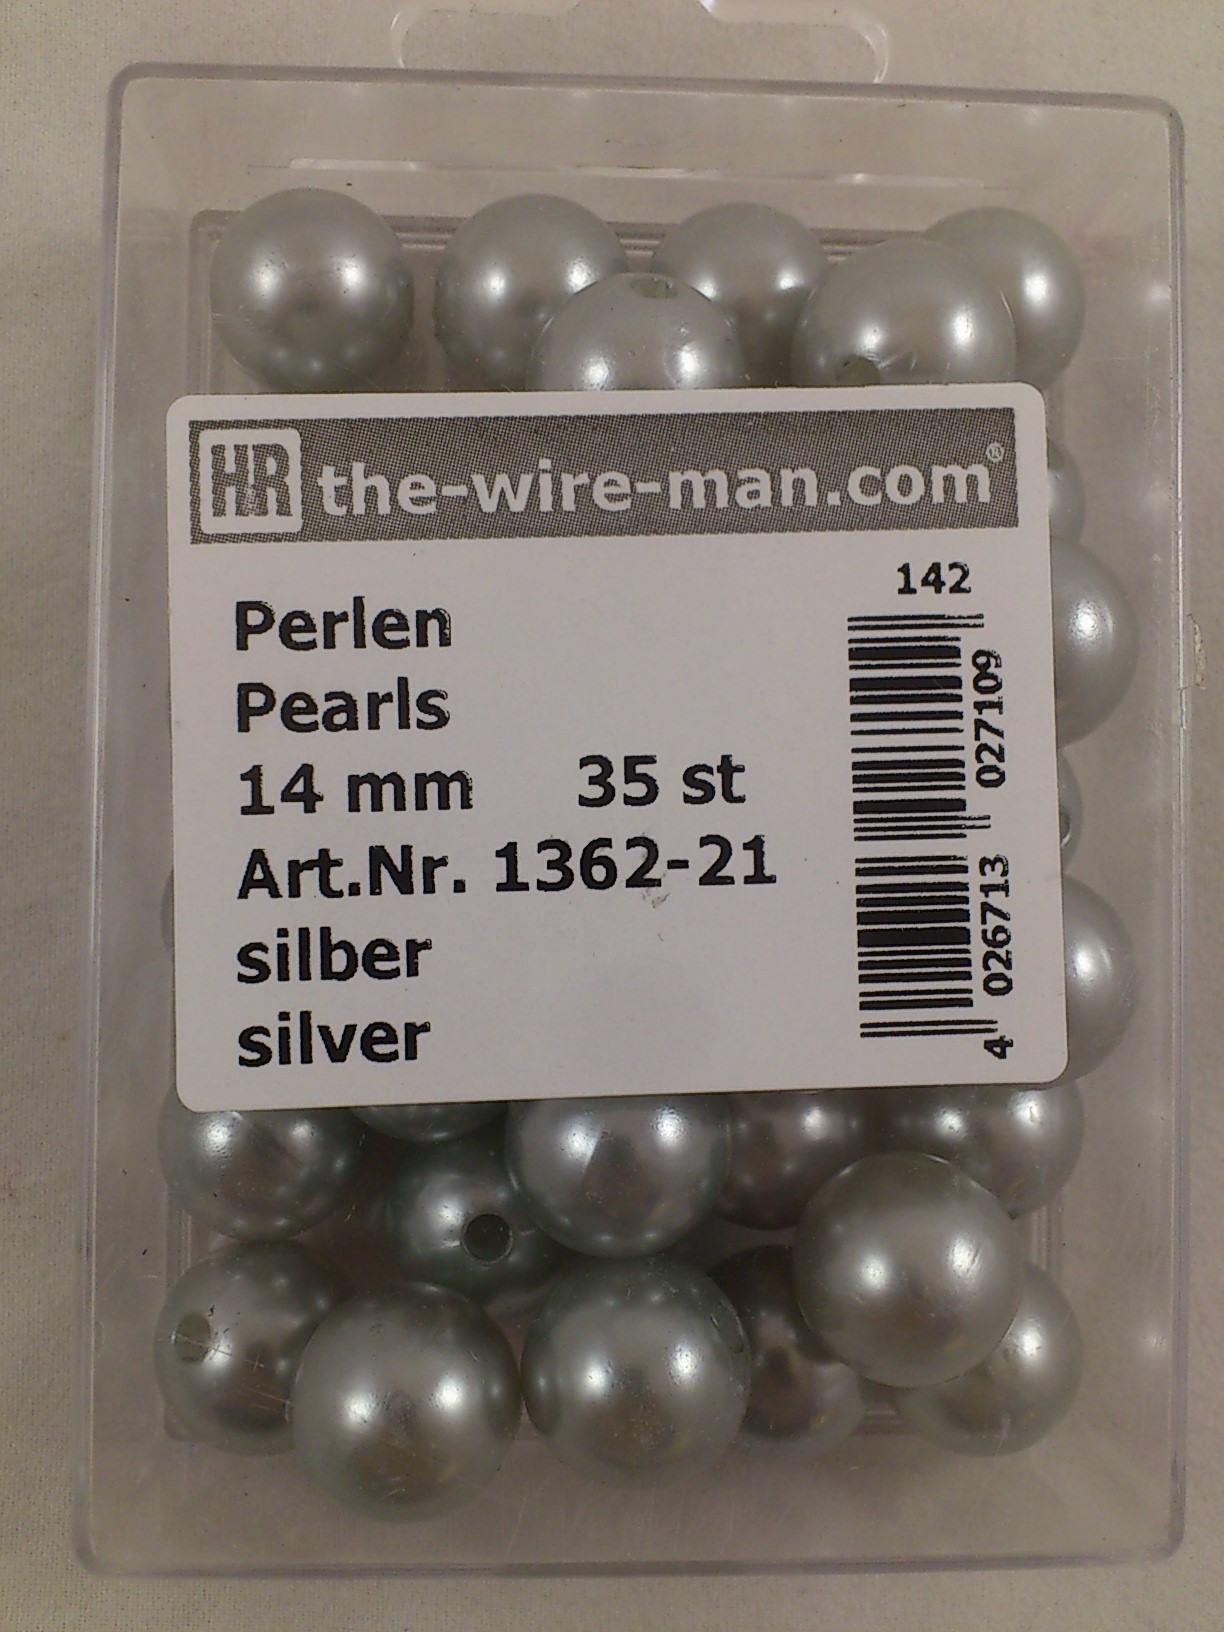 HR the-wire-man.com®
142
Perlen
Pearls
14 mm 35 st
Art.Nr. 1362-21
silber
silver
4 026713 027109